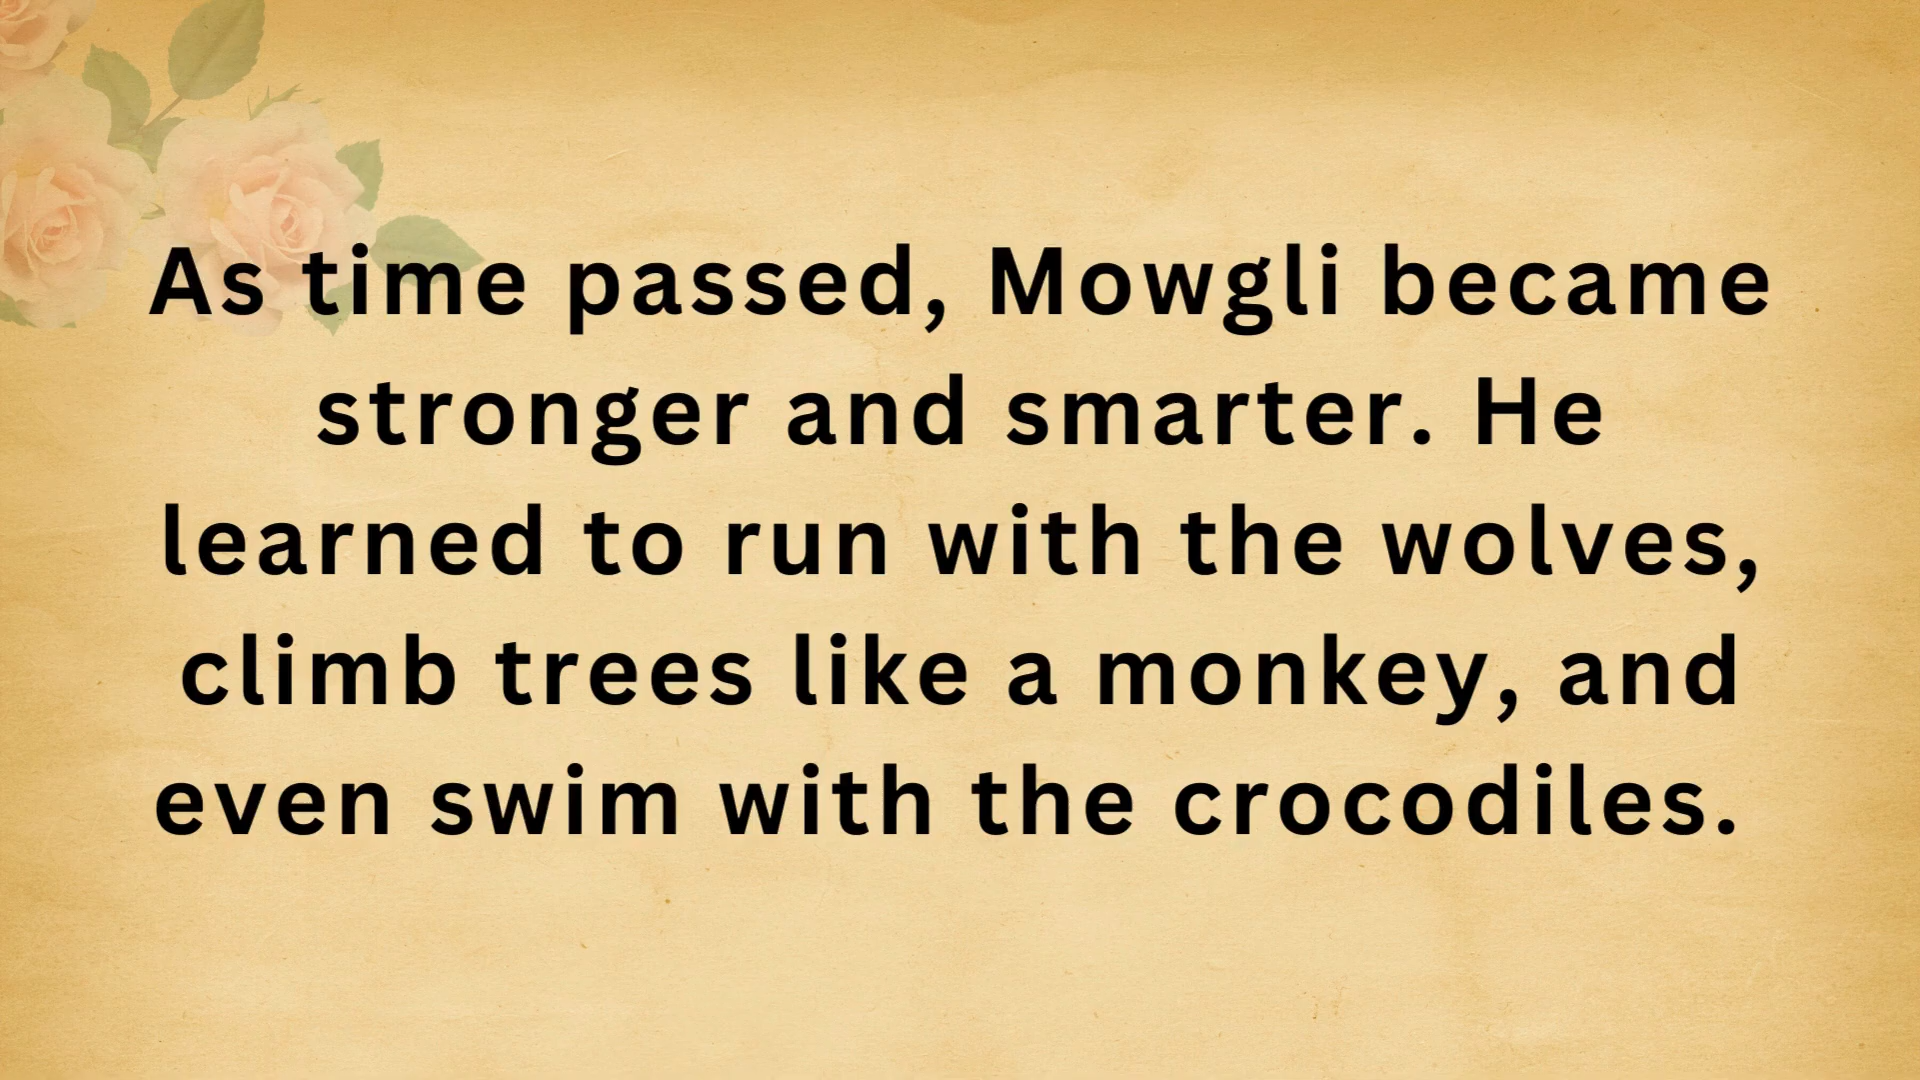 As time passed, Mowgli became
stronger and smarter. He
learned to run with the wolves,
climb trees like a monkey, and
even swim with the crocodiles.